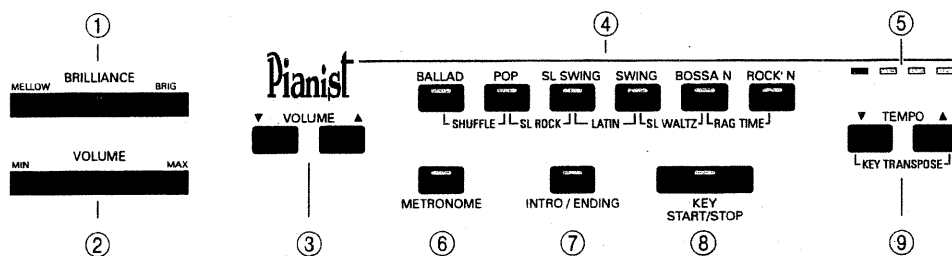 ① ④ ⑤
Pianist
BRILLIANCE
MELLOW BRIG
BALLAD POP SL SWING SWING BOSSA N ROCK' N
▼ VOLUME ▲
SHUFFLE SL ROCK LATIN SL WALTZ RAG TIME
▼ TEMPO ▲
KEY TRANSPOSE
VOLUME
MIN MAX
METRONOME INTRO / ENDING KEY
START/STOP
② ③ ⑥ ⑦ ⑧ ⑨